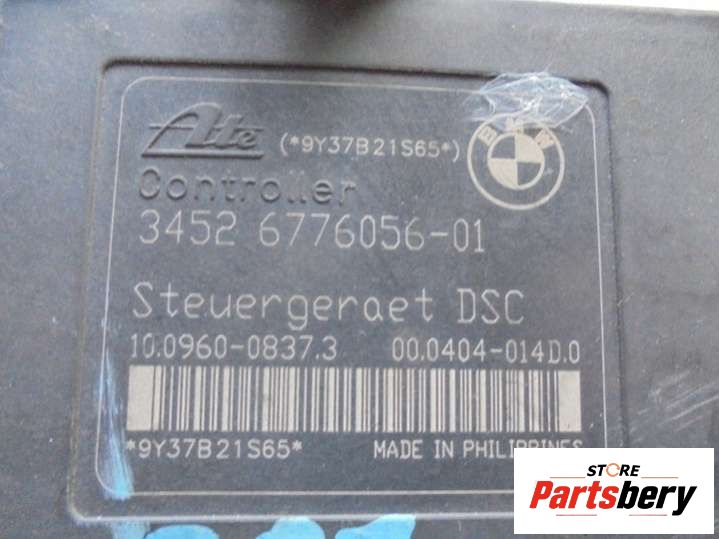 Ate (*9Y37B21S65*)
BMW
Controller
3452 6776056-01
Steuergeraet DSC
10.0960-0837.3 00.0404-014D.0
*9Y37B21S65* MADE IN PHILIPPINES
STORE
Partsbery